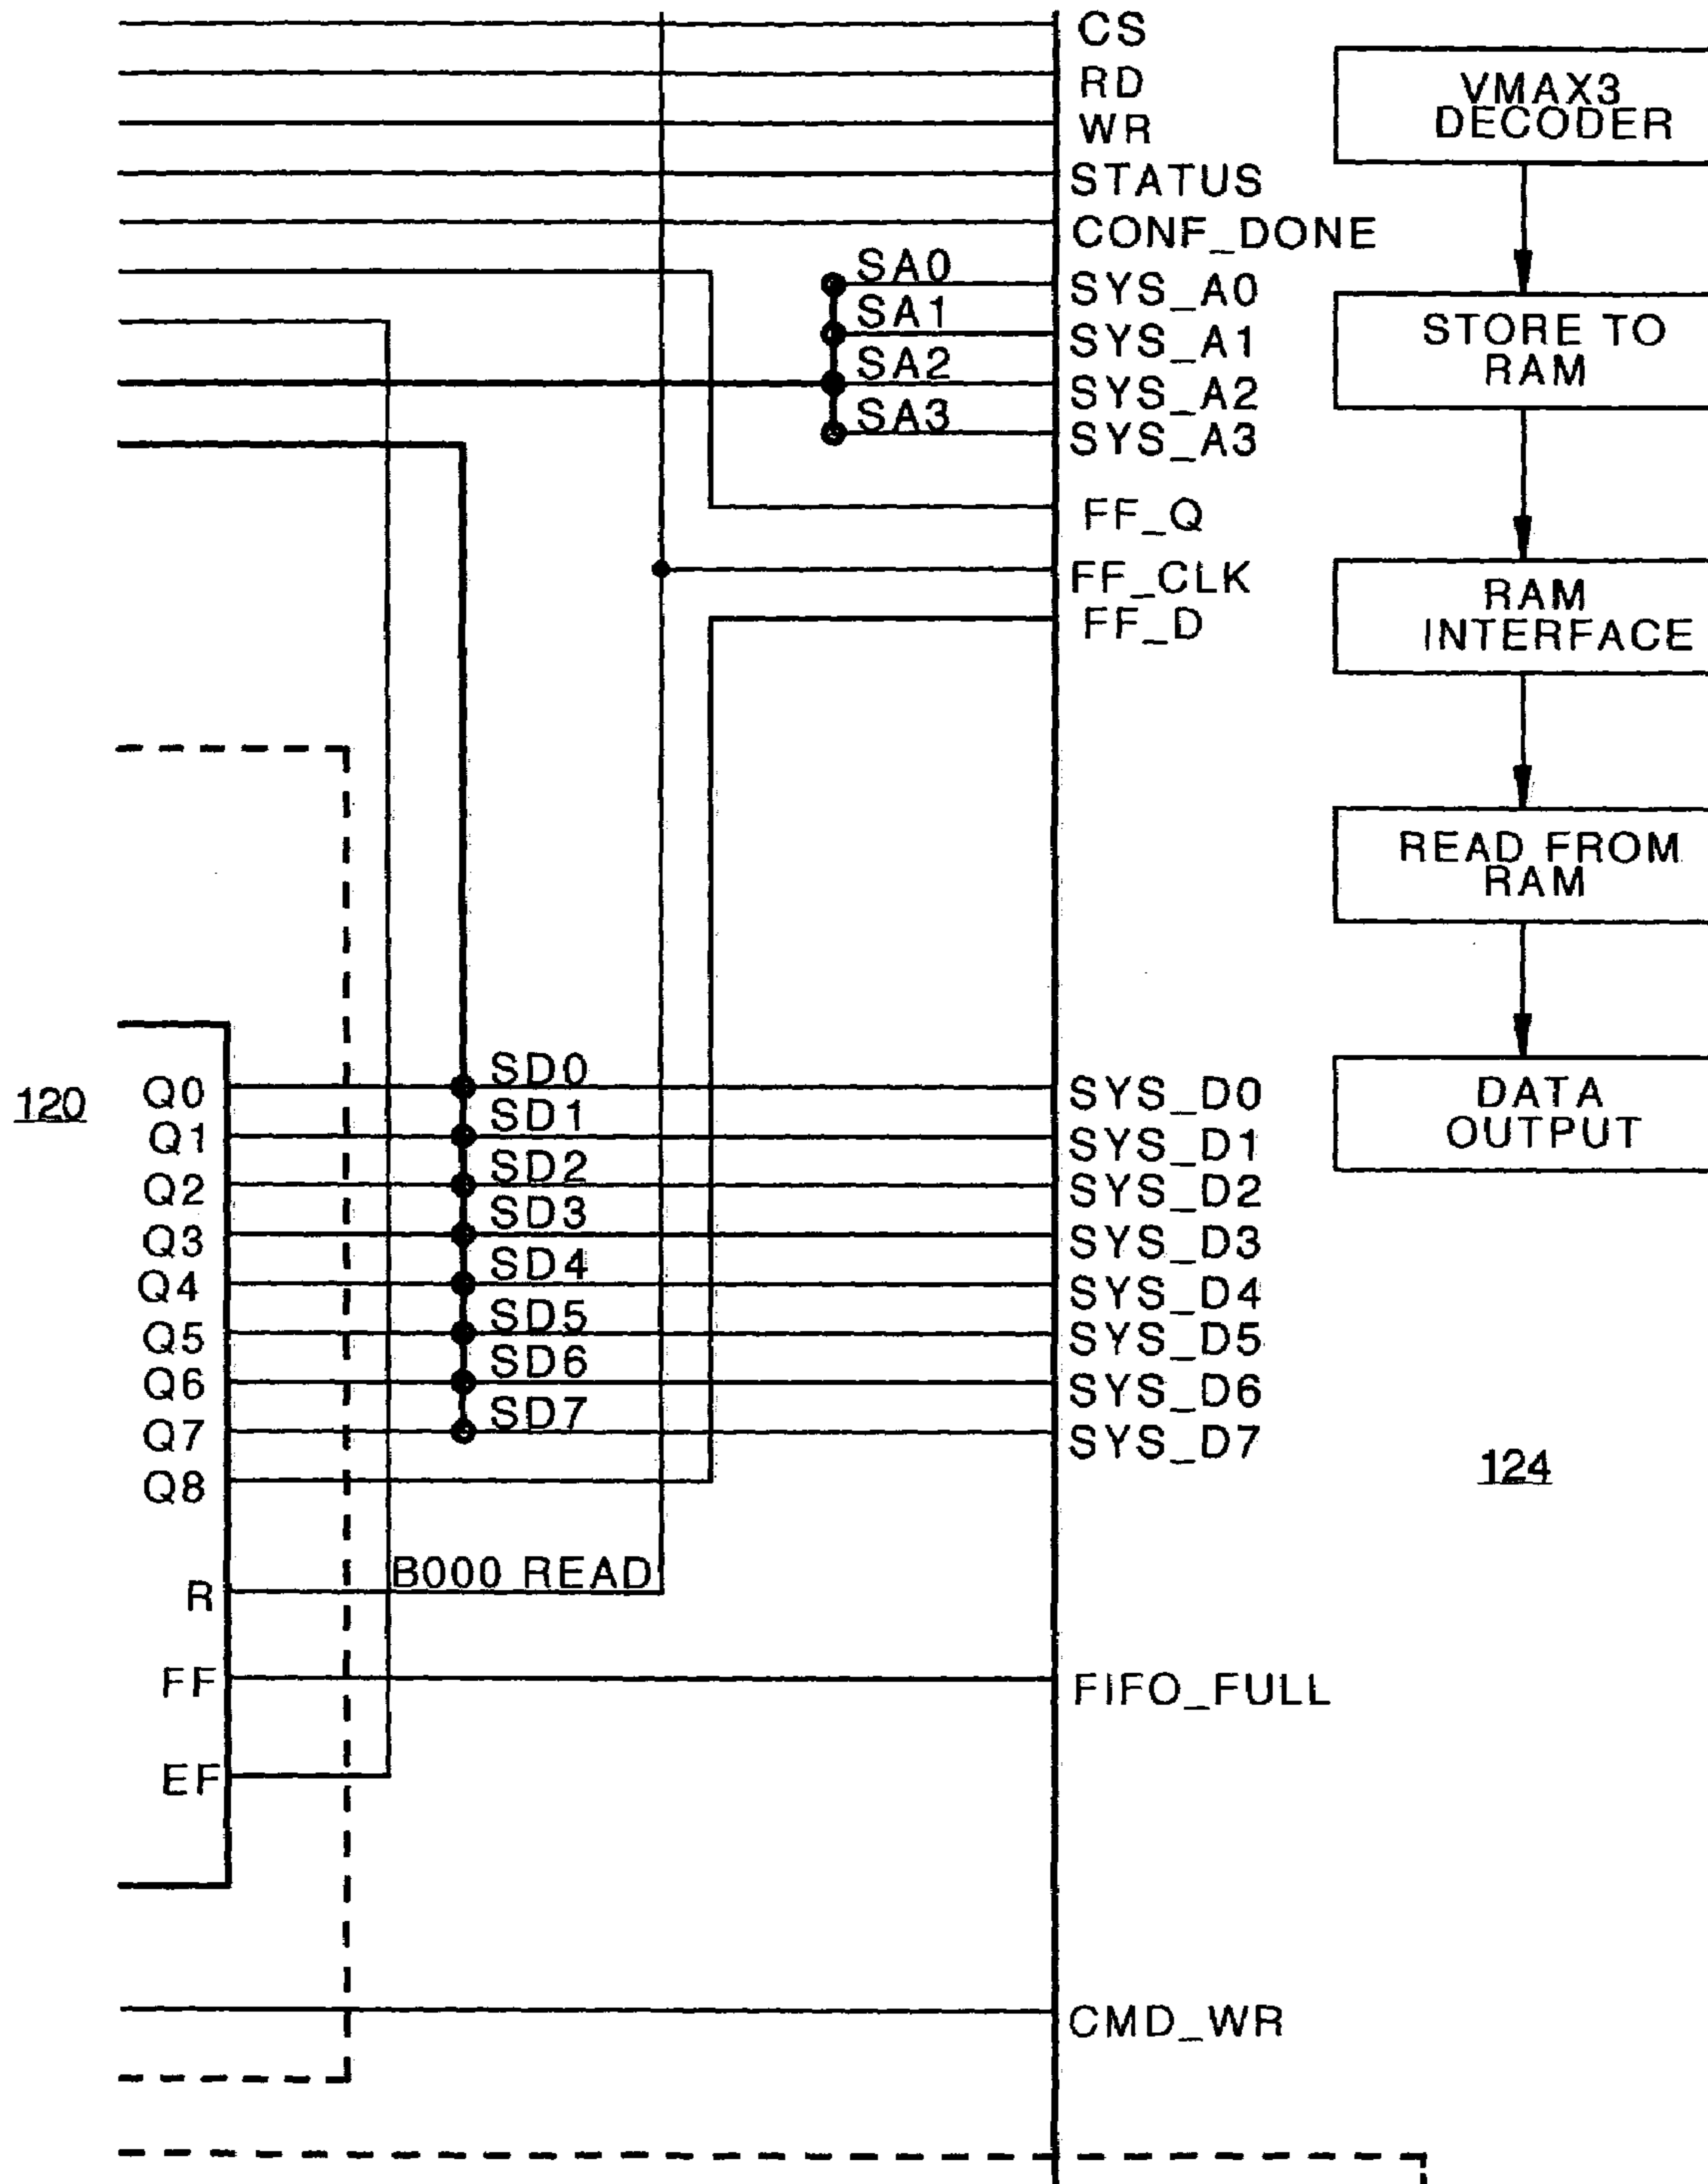 CS
RD
WR
STATUS
CONF_DONE
SA0
SYS_A0
SA1
SYS_A1
SA2
SYS_A2
SA3
SYS_A3
FF_Q
FF_CLK
FF_D
VMAX3
DECODER
STORE TO
RAM
RAM
INTERFACE
READ FROM
RAM
DATA
OUTPUT
120
Q0
SD0
SYS_D0
Q1
SD1
SYS_D1
Q2
SD2
SYS_D2
Q3
SD3
SYS_D3
Q4
SD4
SYS_D4
Q5
SD5
SYS_D5
Q6
SD6
SYS_D6
Q7
SD7
SYS_D7
Q8
124
R
B000 READ
FF
FIFO_FULL
EF
CMD_WR